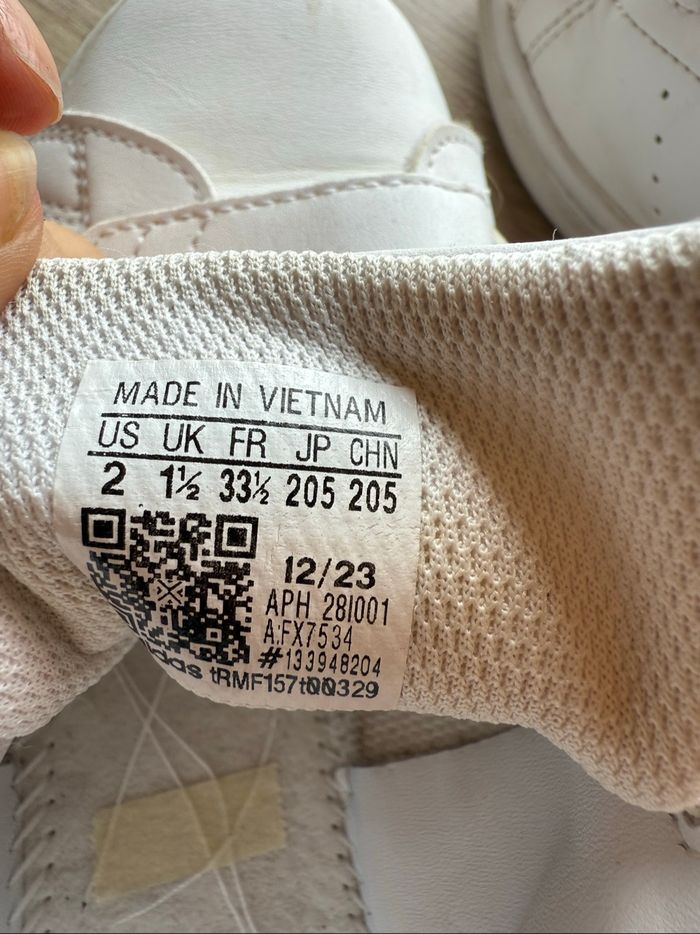 MADE IN VIETNAM
US UK FR JP CHN
2 1½ 33½ 205 205
12/23
APH 28I001
A:FX7534
#133948204
tRMF157t00329